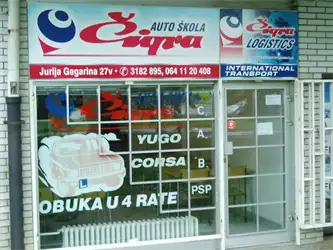 AUTO ŠKOLA
Čigra
Jurija Gagarina 27v • 3182 895, 064 11 20 408
Čigra
LOGISTICS
INTERNATIONAL
TRANSPORT
Čigra
C
A
YUGO
CORSA
B
L
PSP
OBUKA U 4 RATE